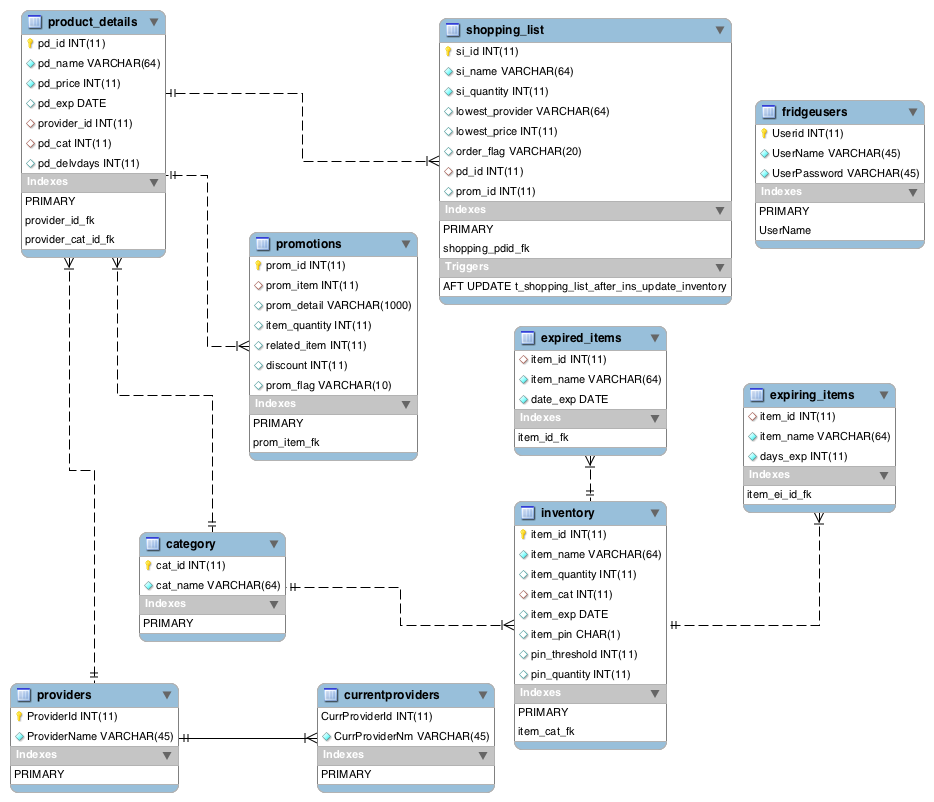 product_details
pd_id INT(11)
pd_name VARCHAR(64)
pd_price INT(11)
pd_exp DATE
provider_id INT(11)
pd_cat INT(11)
pd_delvdays INT(11)
Indexes
PRIMARY
provider_id_fk
provider_cat_id_fk
shopping_list
si_id INT(11)
si_name VARCHAR(64)
si_quantity INT(11)
lowest_provider VARCHAR(64)
lowest_price INT(11)
order_flag VARCHAR(20)
pd_id INT(11)
prom_id INT(11)
Indexes
PRIMARY
shopping_pdid_fk
Triggers
AFT UPDATE t_shopping_list_after_ins_update_inventory
fridgeusers
Userid INT(11)
UserName VARCHAR(45)
UserPassword VARCHAR(45)
Indexes
PRIMARY
UserName
promotions
prom_id INT(11)
prom_item INT(11)
prom_detail VARCHAR(1000)
item_quantity INT(11)
related_item INT(11)
discount INT(11)
prom_flag VARCHAR(10)
Indexes
PRIMARY
prom_item_fk
expired_items
item_id INT(11)
item_name VARCHAR(64)
date_exp DATE
Indexes
item_id_fk
expiring_items
item_id INT(11)
item_name VARCHAR(64)
days_exp INT(11)
Indexes
item_ei_id_fk
category
cat_id INT(11)
cat_name VARCHAR(64)
Indexes
PRIMARY
inventory
item_id INT(11)
item_name VARCHAR(64)
item_quantity INT(11)
item_cat INT(11)
item_exp DATE
item_pin CHAR(1)
pin_threshold INT(11)
pin_quantity INT(11)
Indexes
PRIMARY
item_cat_fk
providers
ProviderId INT(11)
ProviderName VARCHAR(45)
Indexes
PRIMARY
currentproviders
CurrProviderId INT(11)
CurrProviderNm VARCHAR(45)
Indexes
PRIMARY